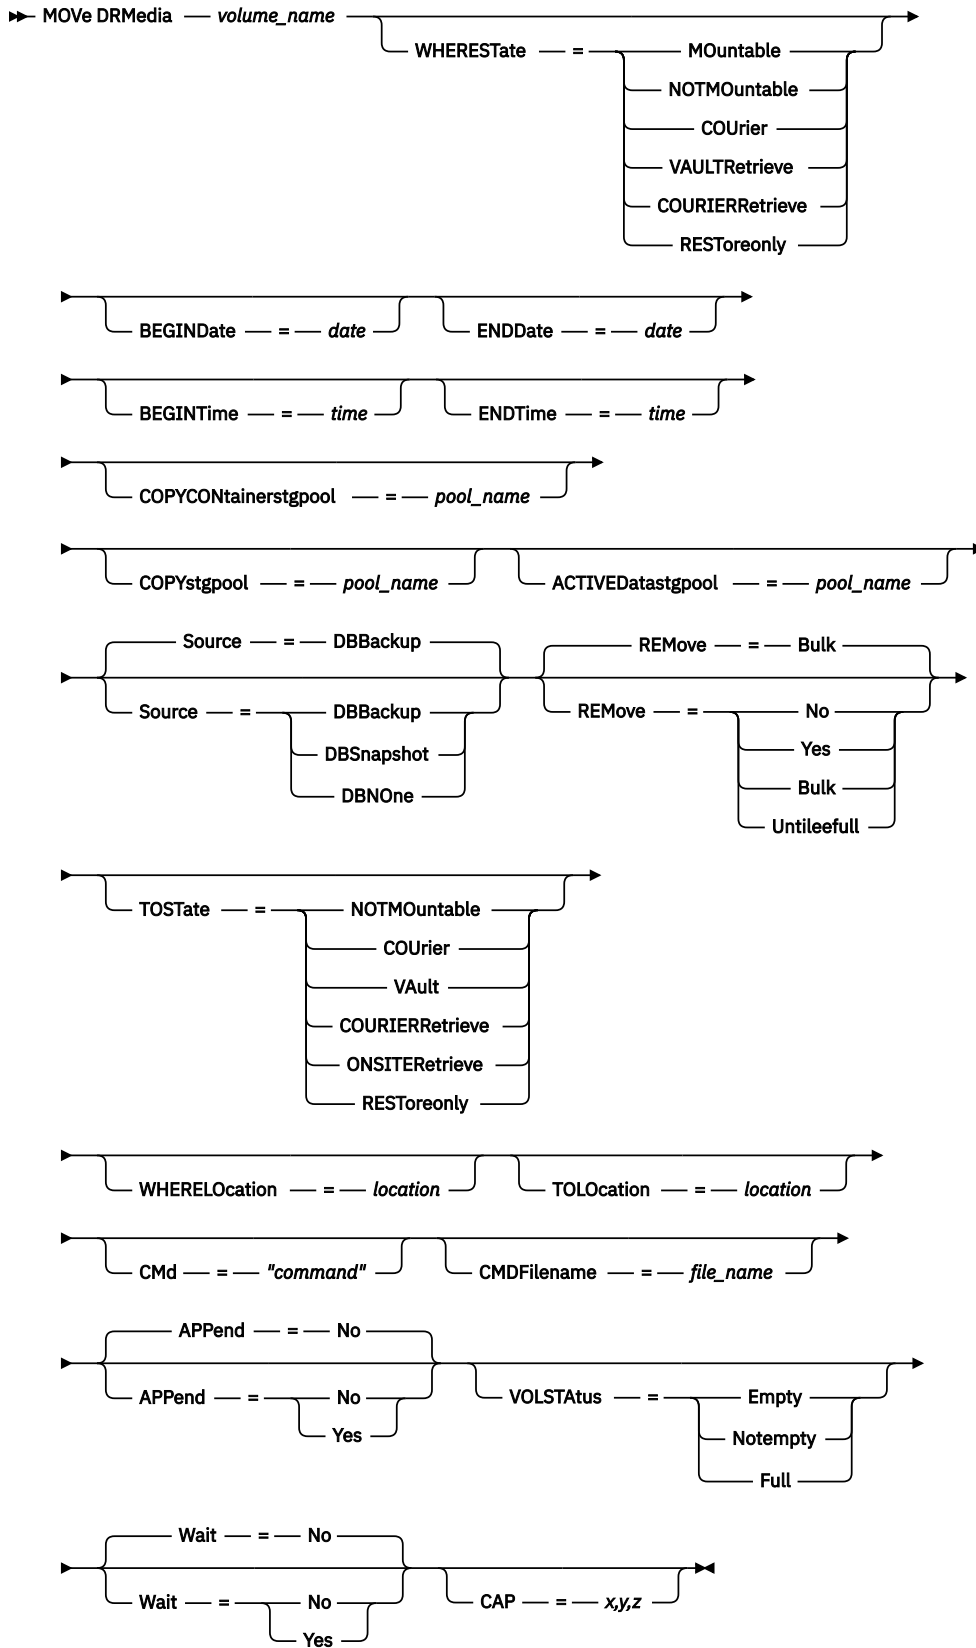 MOVe DRMedia volume_name
WHERESTate = MOuntable
NOTMOuntable
COUrier
VAULTRetrieve
COURIERRetrieve
RESToreonly
BEGINDate = date ENDDate = date
BEGINTime = time ENDTime = time
COPYCONtainerstgpool = pool_name
COPYstgpool = pool_name ACTIVEDatastgpool = pool_name
Source = DBBackup REMove = Bulk
Source = DBBackup REMove = No
DBSnapshot Yes
DBNOne Bulk
Untileefull
TOSTate = NOTMOuntable
COUrier
VAult
COURIERRetrieve
ONSITERetrieve
RESToreonly
WHERELOcation = location TOLOcation = location
CMd = "command" CMDFilename = file_name
APPend = No
APPend = No VOLSTAtus = Empty
Yes Notempty
Full
Wait = No
Wait = No CAP = x,y,z
Yes